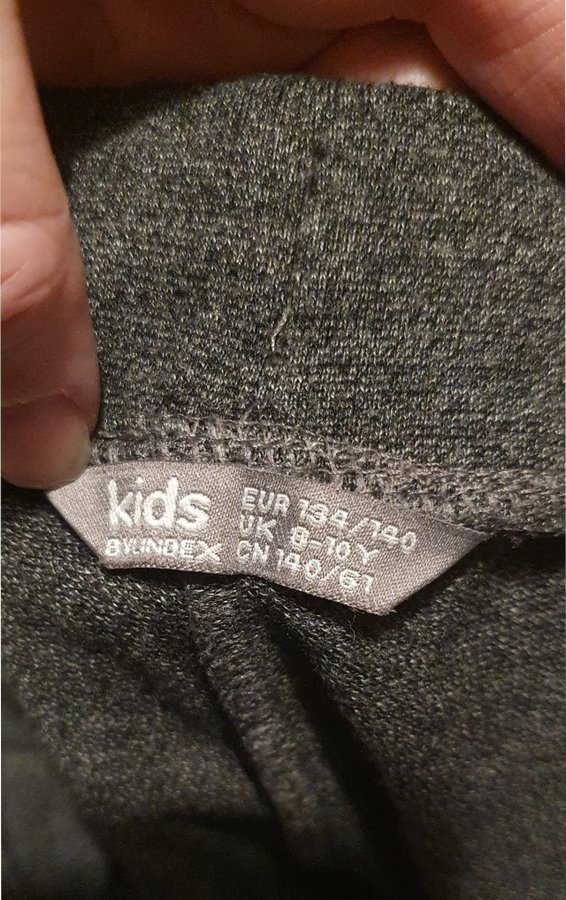 kids
BYLINDEX
EUR 134/140
UK 8-10Y
CN 140/61